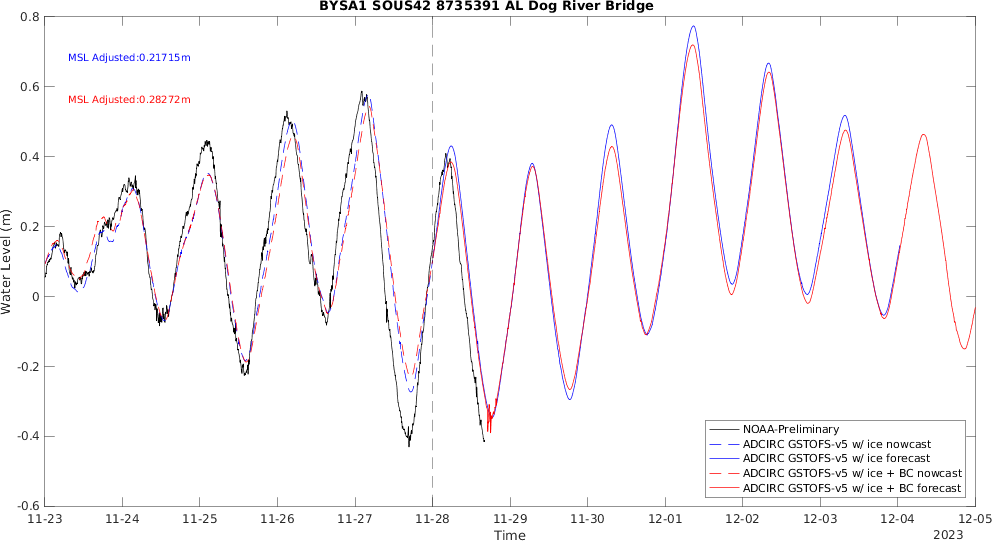 BYSA1 SOUS42 8735391 AL Dog River Bridge
0.8
MSL Adjusted:0.21715m
0.6
MSL Adjusted:0.28272m
0.4
0.2
Water Level (m)
0
-0.2
-0.4
-0.6
NOAA-Preliminary
ADCIRC GSTOFS-v5 w/ ice nowcast
ADCIRC GSTOFS-v5 w/ ice forecast
ADCIRC GSTOFS-v5 w/ ice + BC nowcast
ADCIRC GSTOFS-v5 w/ ice + BC forecast
11-23 11-24 11-25 11-26 11-27 11-28 11-29 11-30 12-01 12-02 12-03 12-04 12-05
Time
2023